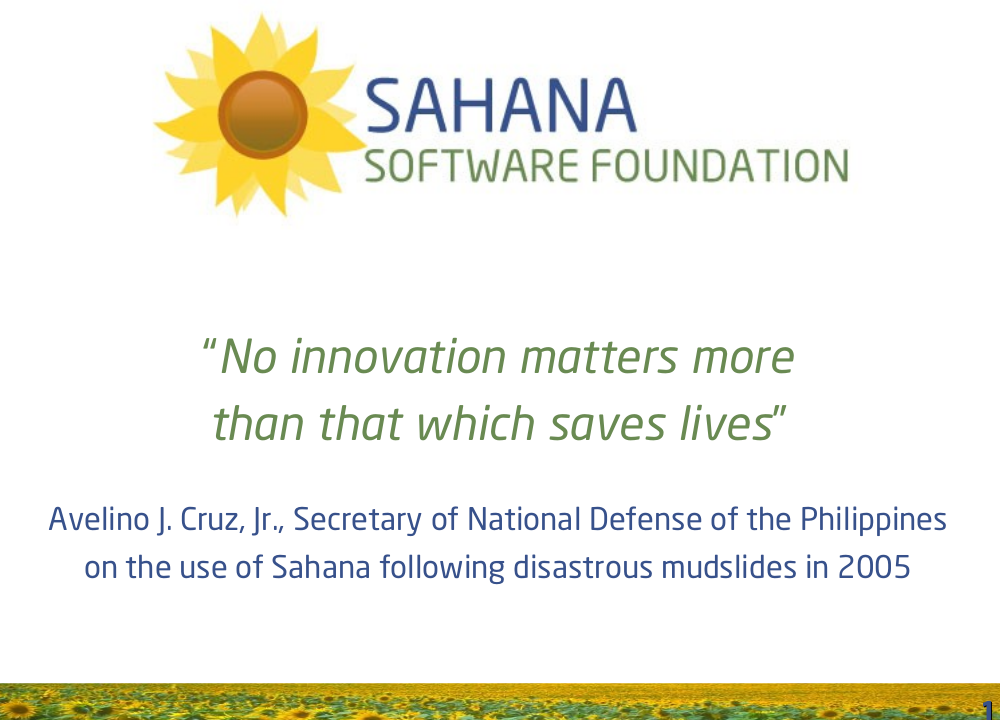 SAHANA
SOFTWARE FOUNDATION
“No innovation matters more
than that which saves lives”
Avelino J. Cruz, Jr., Secretary of National Defense of the Philippines
on the use of Sahana following disastrous mudslides in 2005
1